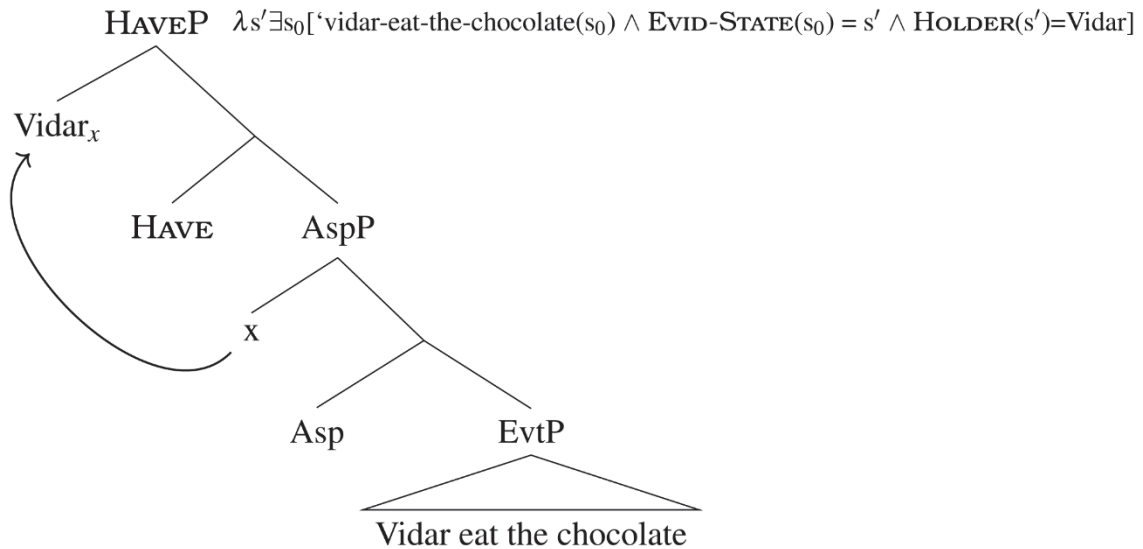 HAVEP λs′∃s₀[‘vidar-eat-the-chocolate(s₀) ∧ EVID-STATE(s₀) = s′ ∧ HOLDER(s′)=Vidar]
Vidarₓ
HAVE AspP
x
Asp EvtP
Vidar eat the chocolate